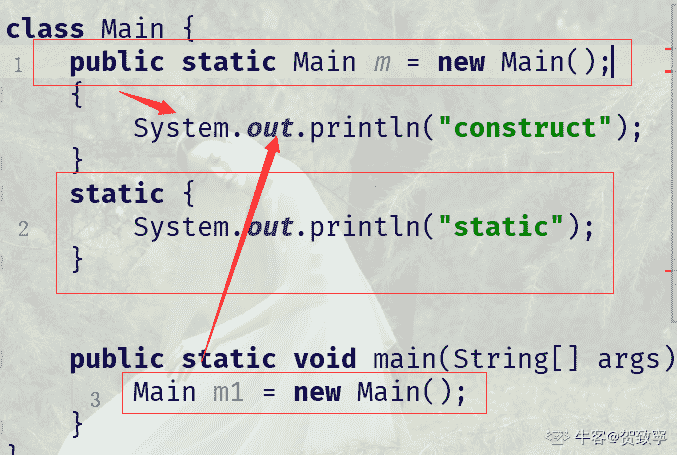 class Main {
1 public static Main m = new Main();
{
System.out.println("construct");
}
static {
2 System.out.println("static");
}
public static void main(String[] args)
3 Main m1 = new Main();
}
}
牛客@贺致寧